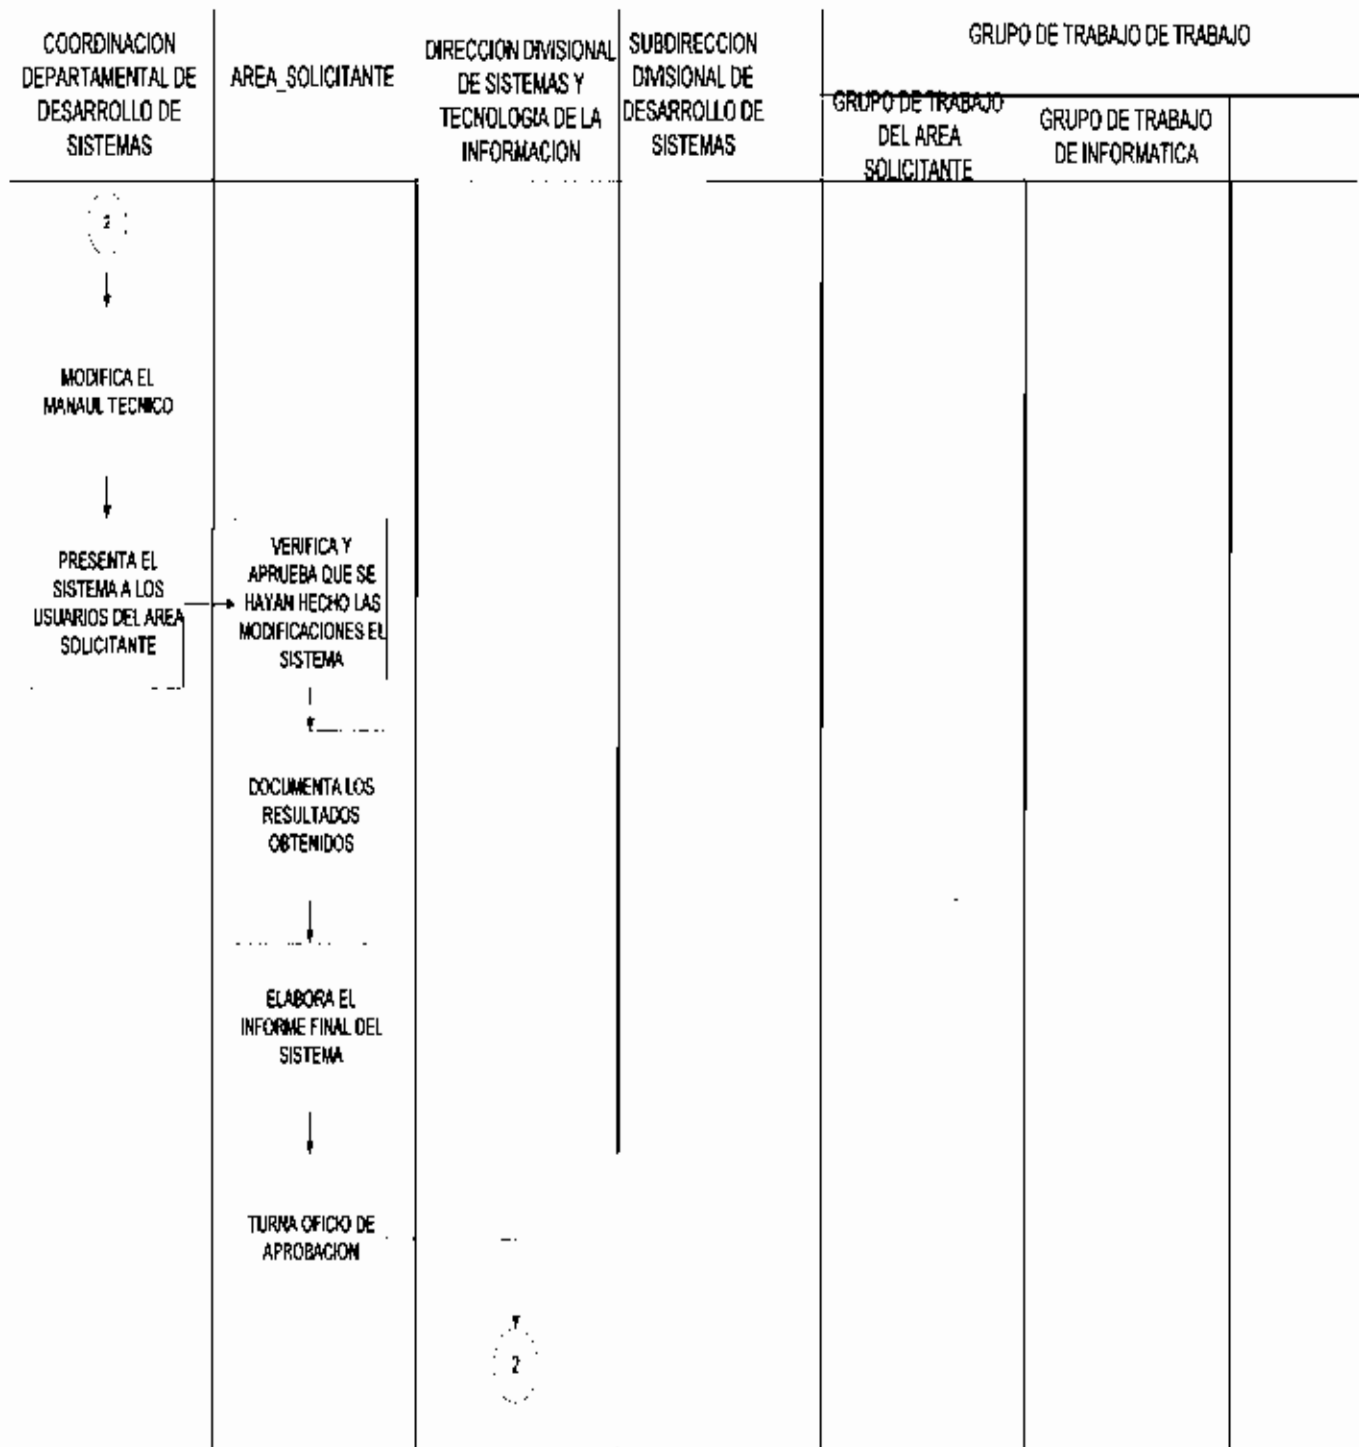 COORDINACION
DEPARTAMENTAL DE
DESARROLLO DE
SISTEMAS
AREA_SOLICITANTE
DIRECCION DIVISIONAL
DE SISTEMAS Y
TECNOLOGIA DE LA
INFORMACION
SUBDIRECCION
DIVISIONAL DE
DESARROLLO DE
SISTEMAS
GRUPO DE TRABAJO DE TRABAJO
GRUPO DE TRABAJO
DEL AREA
SOLICITANTE
GRUPO DE TRABAJO
DE INFORMATICA
2
MODIFICA EL
MANAUL TECNICO
PRESENTA EL
SISTEMA A LOS
USUARIOS DEL AREA
SOLICITANTE
VERIFICA Y
APRUEBA QUE SE
HAYAN HECHO LAS
MODIFICACIONES EL
SISTEMA
DOCUMENTA LOS
RESULTADOS
OBTENIDOS
ELABORA EL
INFORME FINAL DEL
SISTEMA
TURNA OFICIO DE
APROBACION
2